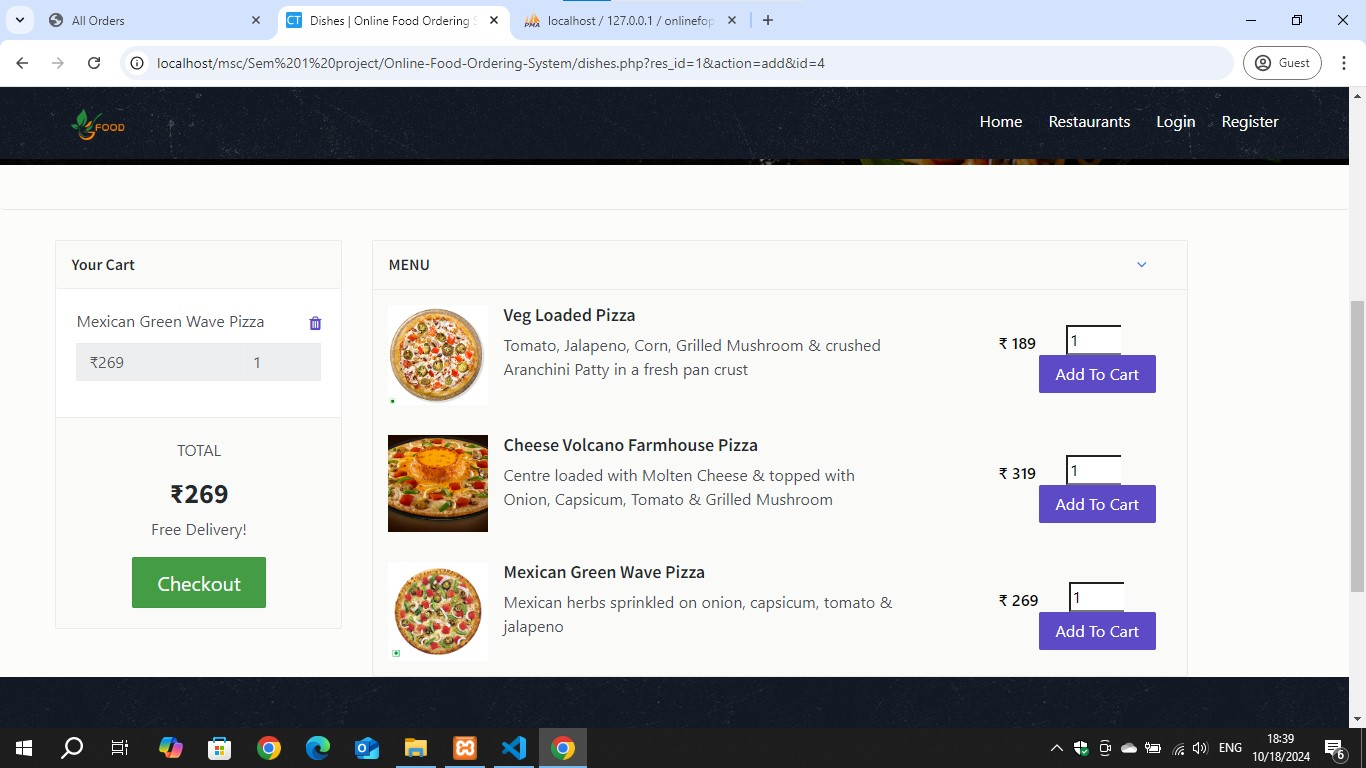 All Orders
CT
Dishes | Online Food Ordering S
PMA
localhost / 127.0.0.1 / onlinefop
localhost/msc/Sem%201%20project/Online-Food-Ordering-System/dishes.php?res_id=1&action=add&id=4
Guest
FOOD
Home
Restaurants
Login
Register
Your Cart
Mexican Green Wave Pizza
₹269
1
TOTAL
₹269
Free Delivery!
Checkout
MENU
Veg Loaded Pizza
Tomato, Jalapeno, Corn, Grilled Mushroom & crushed
Aranchini Patty in a fresh pan crust
₹ 189
1
Add To Cart
Cheese Volcano Farmhouse Pizza
Centre loaded with Molten Cheese & topped with
Onion, Capsicum, Tomato & Grilled Mushroom
₹ 319
1
Add To Cart
Mexican Green Wave Pizza
Mexican herbs sprinkled on onion, capsicum, tomato &
jalapeno
₹ 269
1
Add To Cart
ENG
18:39
10/18/2024
6